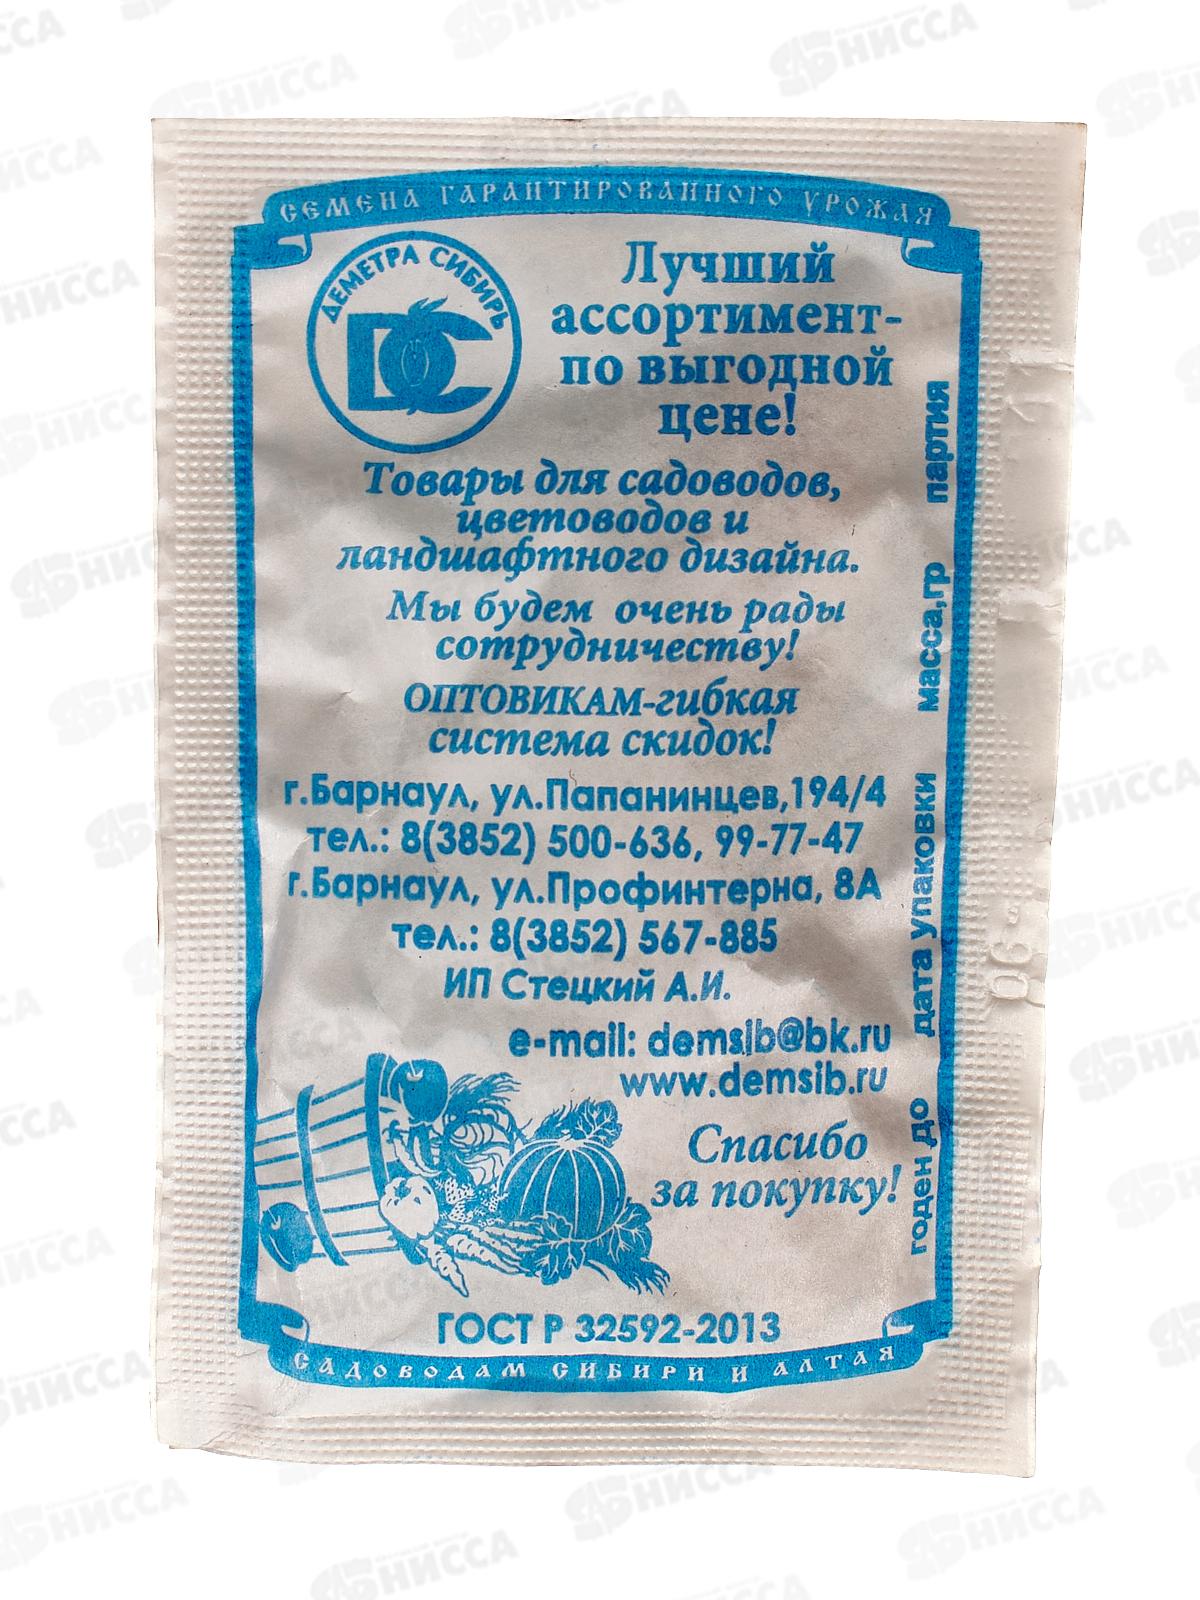 СЕМЕНА ГАРАНТИРОВАННОГО УРОЖАЯ
ДЕМЕТРА СИБИРЬ
DC
Лучший
ассортимент-
по выгодной
цене!
Товары для садоводов,
цветоводов и
ландшафтного дизайна.
Мы будем очень рады
сотрудничеству!
ОПТОВИКАМ-гибкая
система скидок!
г.Барнаул, ул.Папанинцев,194/4
тел.: 8(3852) 500-636, 99-77-47
г.Барнаул, ул.Профинтерна, 8А
тел.: 8(3852) 567-885
ИП Стецкий А.И.
e-mail: demsib@bk.ru
www.demsib.ru
Спасибо
за покупку!
ГОСТ Р 32592-2013
САДОВОДАМ СИБИРИ И АЛТАЯ
годен до дата упаковки масса,гр партия
НИССА